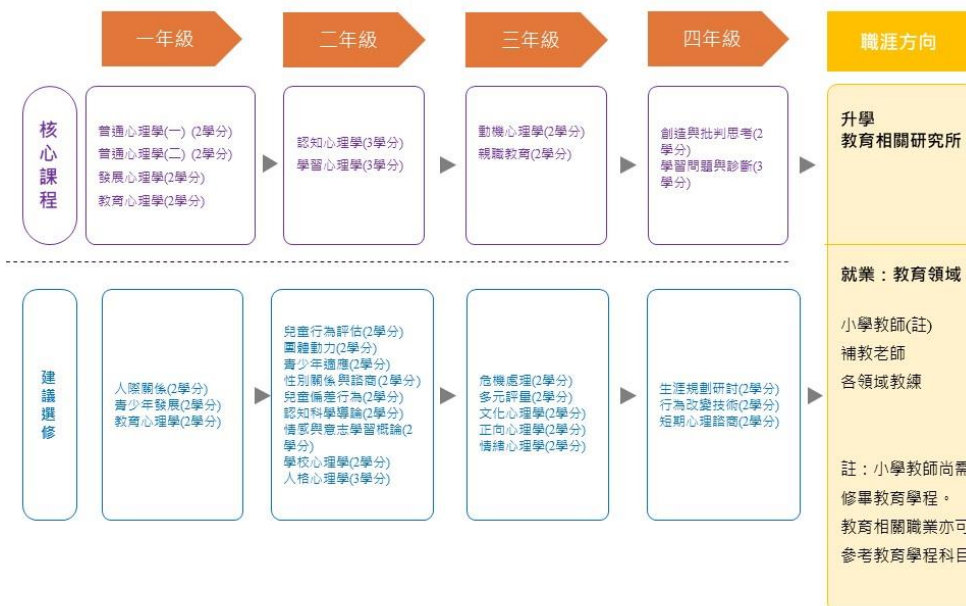 一年級
二年級
三年級
四年級
職涯方向
核心課程
普通心理學(一) (2學分)
普通心理學(二) (2學分)
發展心理學(2學分)
教育心理學(2學分)
認知心理學(3學分)
學習心理學(3學分)
動機心理學(2學分)
親職教育(2學分)
創造與批判思考(2
學分)
學習問題與診斷(3
學分)
升學
教育相關研究所
建議選修
人際關係(2學分)
青少年發展(2學分)
教育心理學(2學分)
兒童行為評估(2學分)
團體動力(2學分)
青少年適應(2學分)
性別關係與諮商(2學分)
兒童偏差行為(2學分)
認知科學導論(2學分)
情感與意志學習概論(2
學分)
學校心理學(2學分)
人格心理學(3學分)
危機處理(2學分)
多元評量(2學分)
文化心理學(2學分)
正向心理學(2學分)
情緒心理學(2學分)
生涯規劃研討(2學分)
行為改變技術(2學分)
短期心理諮商(2學分)
就業：教育領域
小學教師(註)
補教老師
各領域教練
註：小學教師尚需
修畢教育學程。
教育相關職業亦可
參考教育學程科目